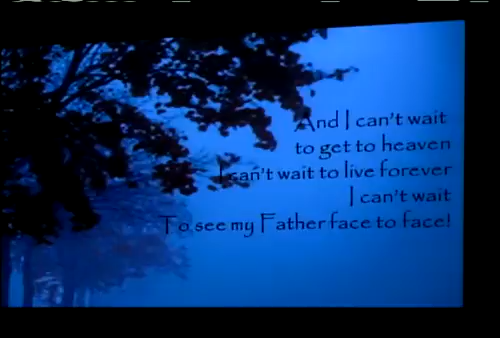 And I can't wait
to get to heaven
I can't wait to live forever
I can't wait
To see my Father face to face!